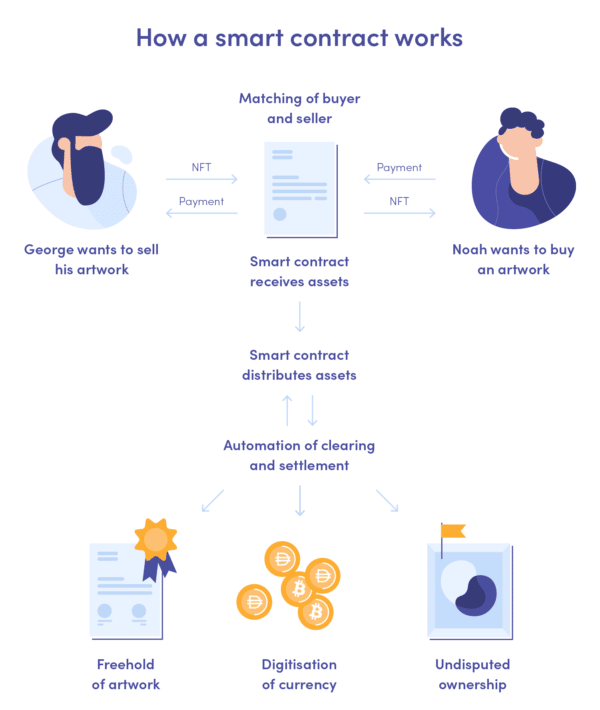 How a smart contract works
Matching of buyer
and seller
NFT
Payment
Payment
NFT
George wants to sell
his artwork
Noah wants to buy
an artwork
Smart contract
receives assets
Smart contract
distributes assets
Automation of clearing
and settlement
Freehold
of artwork
Digitisation
of currency
Undisputed
ownership